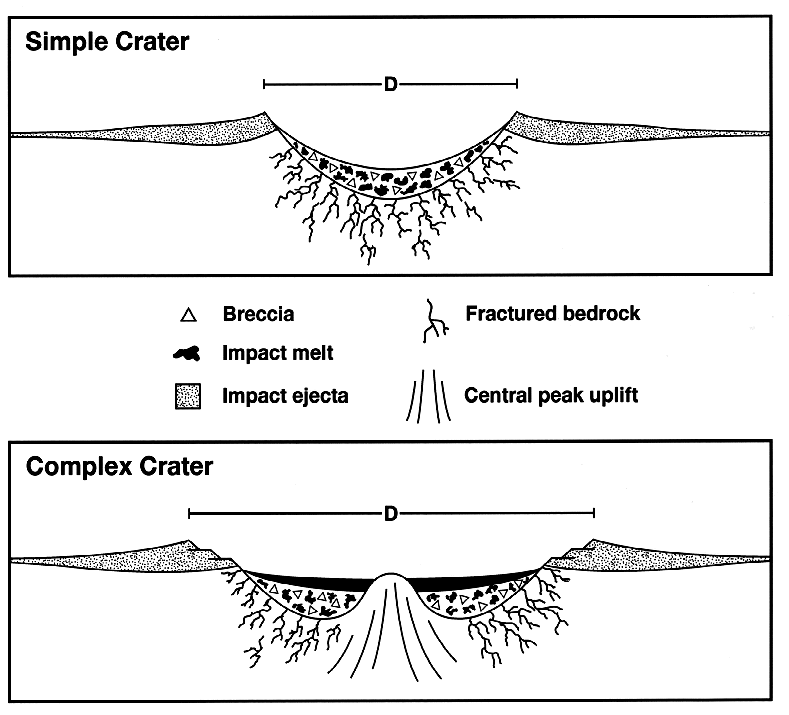 Simple Crater
D
Breccia
Fractured bedrock
Impact melt
Impact ejecta
Central peak uplift
Complex Crater
D